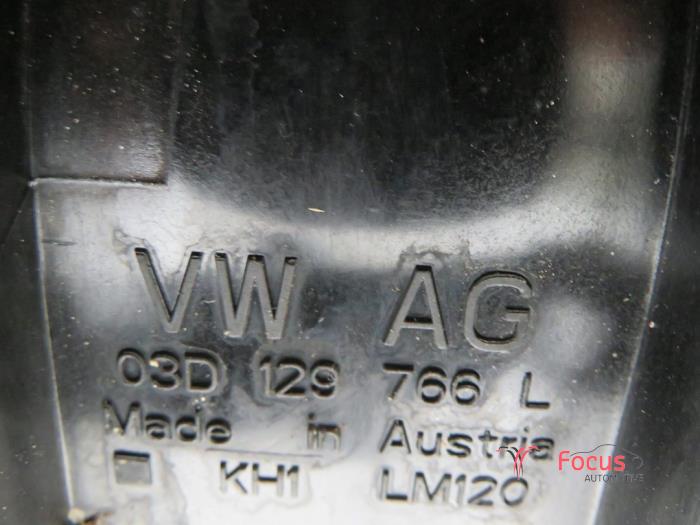 VW AG
03D 129 766 L
Made in Austria
KH1 LM120
Focus
AUTOMOTIVE